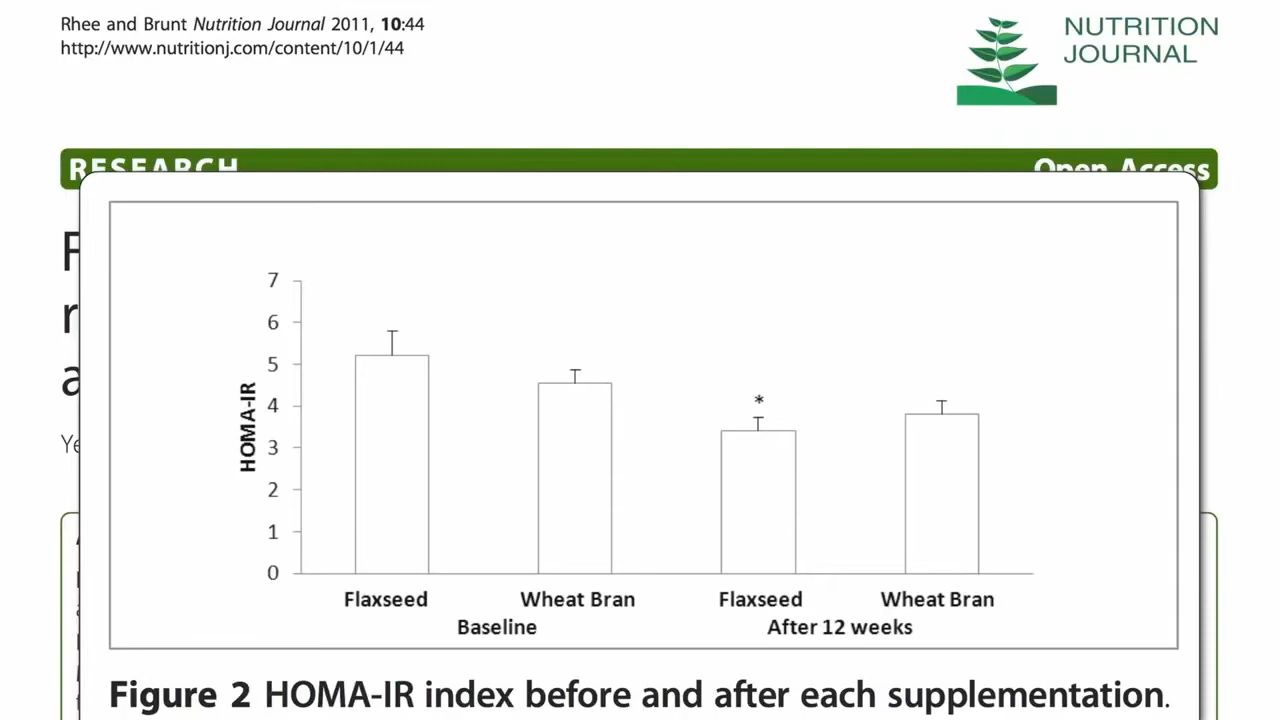 Rhee and Brunt Nutrition Journal 2011, 10:44
http://www.nutritionj.com/content/10/1/44
NUTRITION
JOURNAL
RESEARCH
Open Access
7
6
5
4
3
2
1
0
HOMA-IR
*
Flaxseed
Wheat Bran
Flaxseed
Wheat Bran
Baseline
After 12 weeks
Figure 2 HOMA-IR index before and after each supplementation.